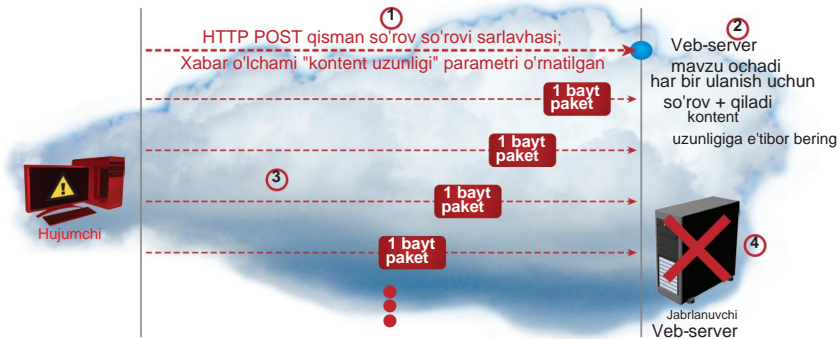 1
HTTP POST qisman so'rov so'rovi sarlavhasi;
Xabar o'lchami "kontent uzunligi" parametri o'rnatilgan
2
Veb-server
mavzu ochadi
har bir ulanish uchun
so'rov + qiladi
kontent
uzunligiga e'tibor bering
1 bayt
paket
1 bayt
paket
3
1 bayt
paket
1 bayt
paket
Hujumchi
4
Jabrlanuvchi
Veb-server